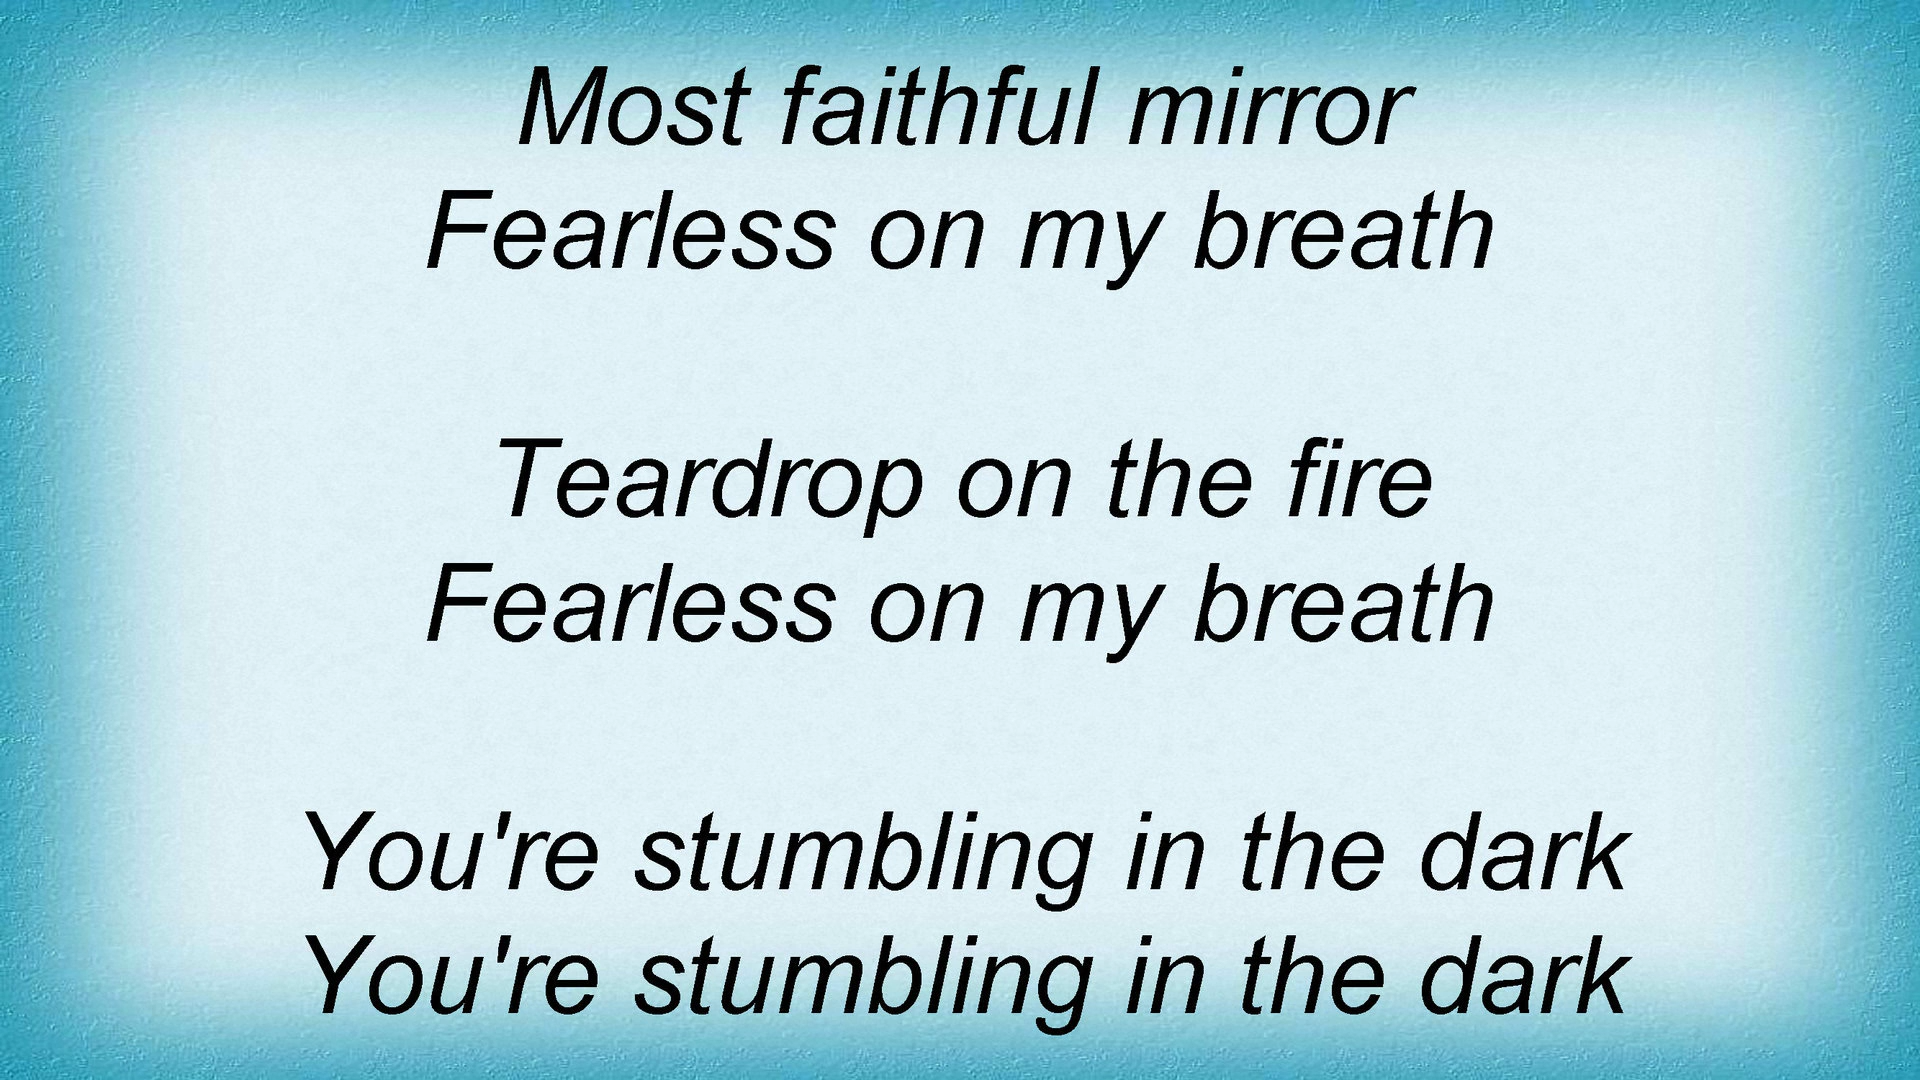 Most faithful mirror
Fearless on my breath
Teardrop on the fire
Fearless on my breath
You're stumbling in the dark
You're stumbling in the dark